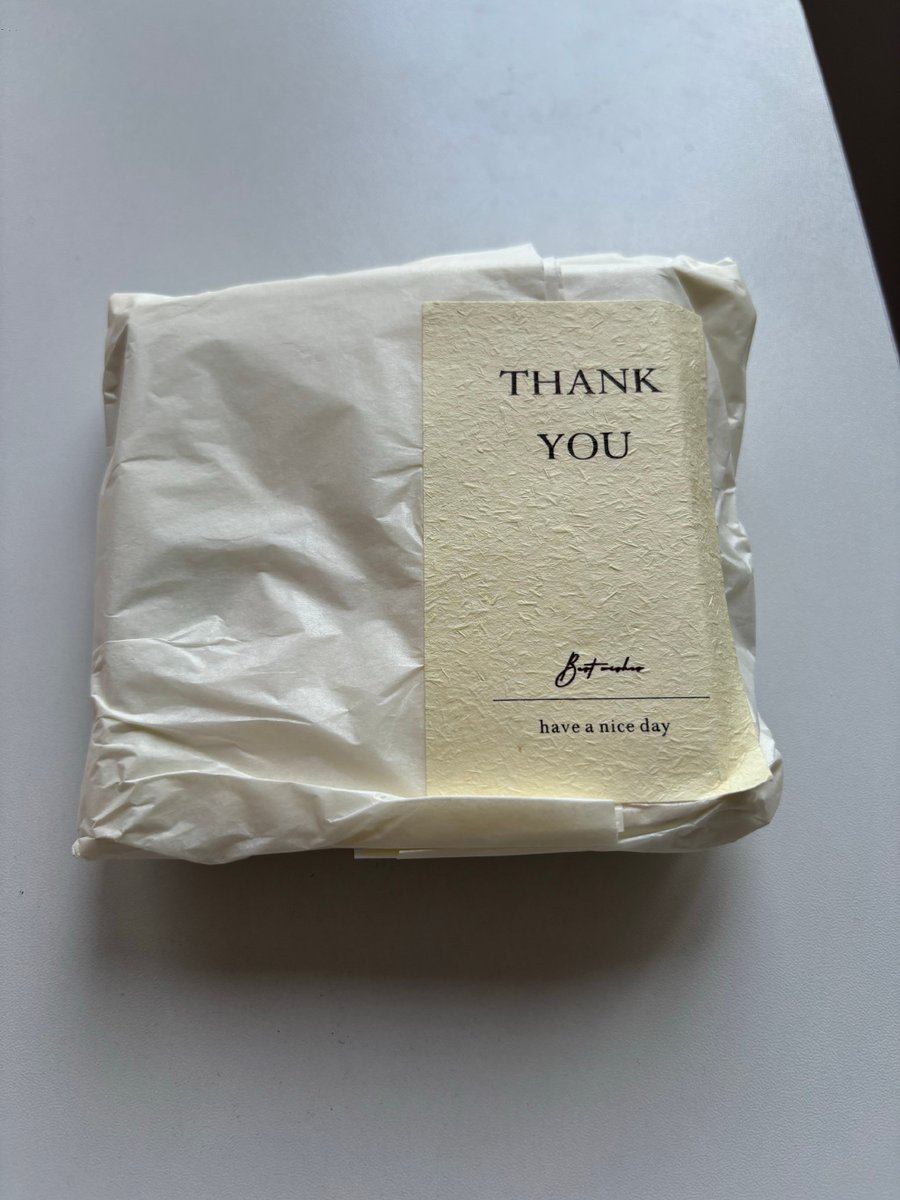 THANK
YOU
Best wishes
have a nice day